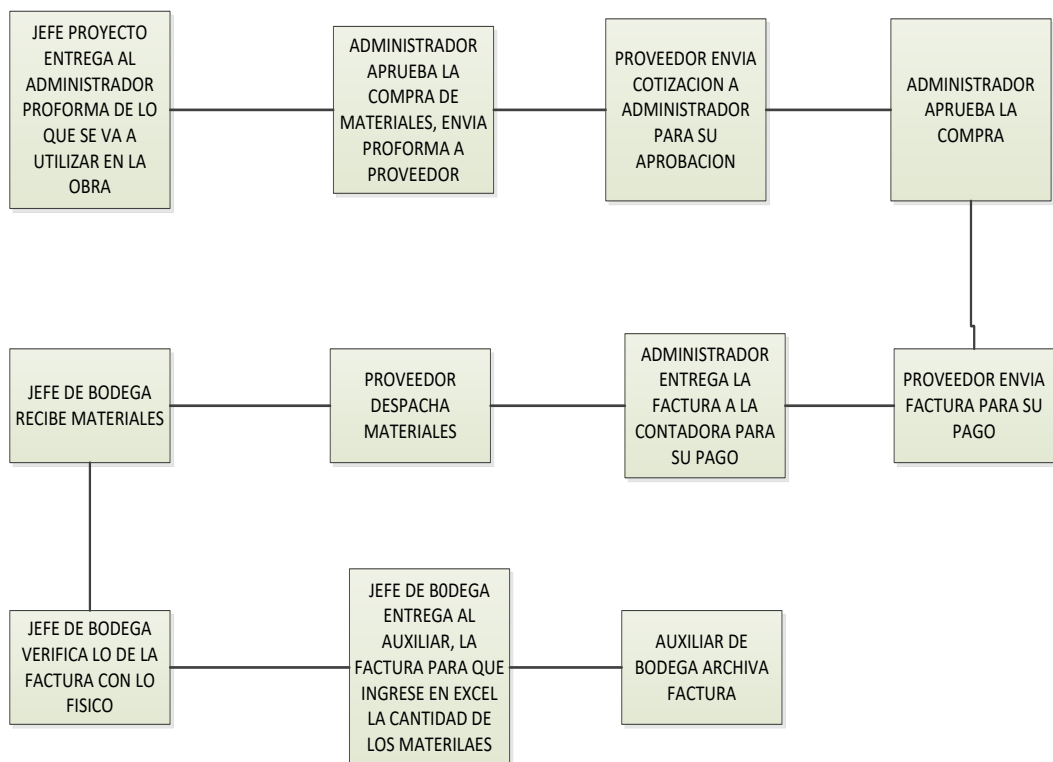 JEFE PROYECTO
ENTREGA AL
ADMINISTRADOR
PROFORMA DE LO
QUE SE VA A
UTILIZAR EN LA
OBRA
ADMINISTRADOR
APRUEBA LA
COMPRA DE
MATERIALES, ENVIA
PROFORMA A
PROVEEDOR
PROVEEDOR ENVIA
COTIZACION A
ADMINISTRADOR
PARA SU
APROBACION
ADMINISTRADOR
APRUEBA LA
COMPRA
PROVEEDOR ENVIA
FACTURA PARA SU
PAGO
ADMINISTRADOR
ENTREGA LA
FACTURA A LA
CONTADORA PARA
SU PAGO
PROVEEDOR
DESPACHA
MATERIALES
JEFE DE BODEGA
RECIBE MATERIALES
JEFE DE BODEGA
VERIFICA LO DE LA
FACTURA CON LO
FISICO
JEFE DE B0DEGA
ENTREGA AL
AUXILIAR, LA
FACTURA PARA QUE
INGRESE EN EXCEL
LA CANTIDAD DE
LOS MATERILAES
AUXILIAR DE
BODEGA ARCHIVA
FACTURA